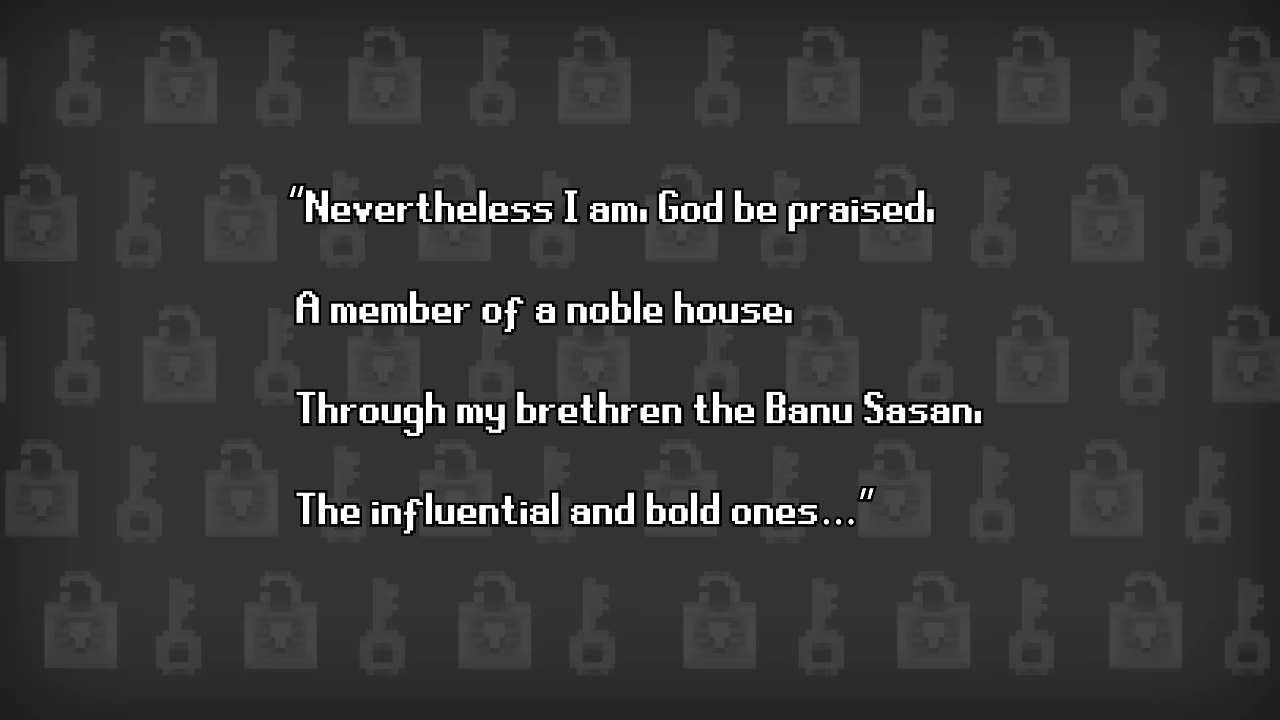 "Nevertheless I am, God be praised,
A member of a noble house,
Through my brethren the Banu Sasan,
The influential and bold ones..."